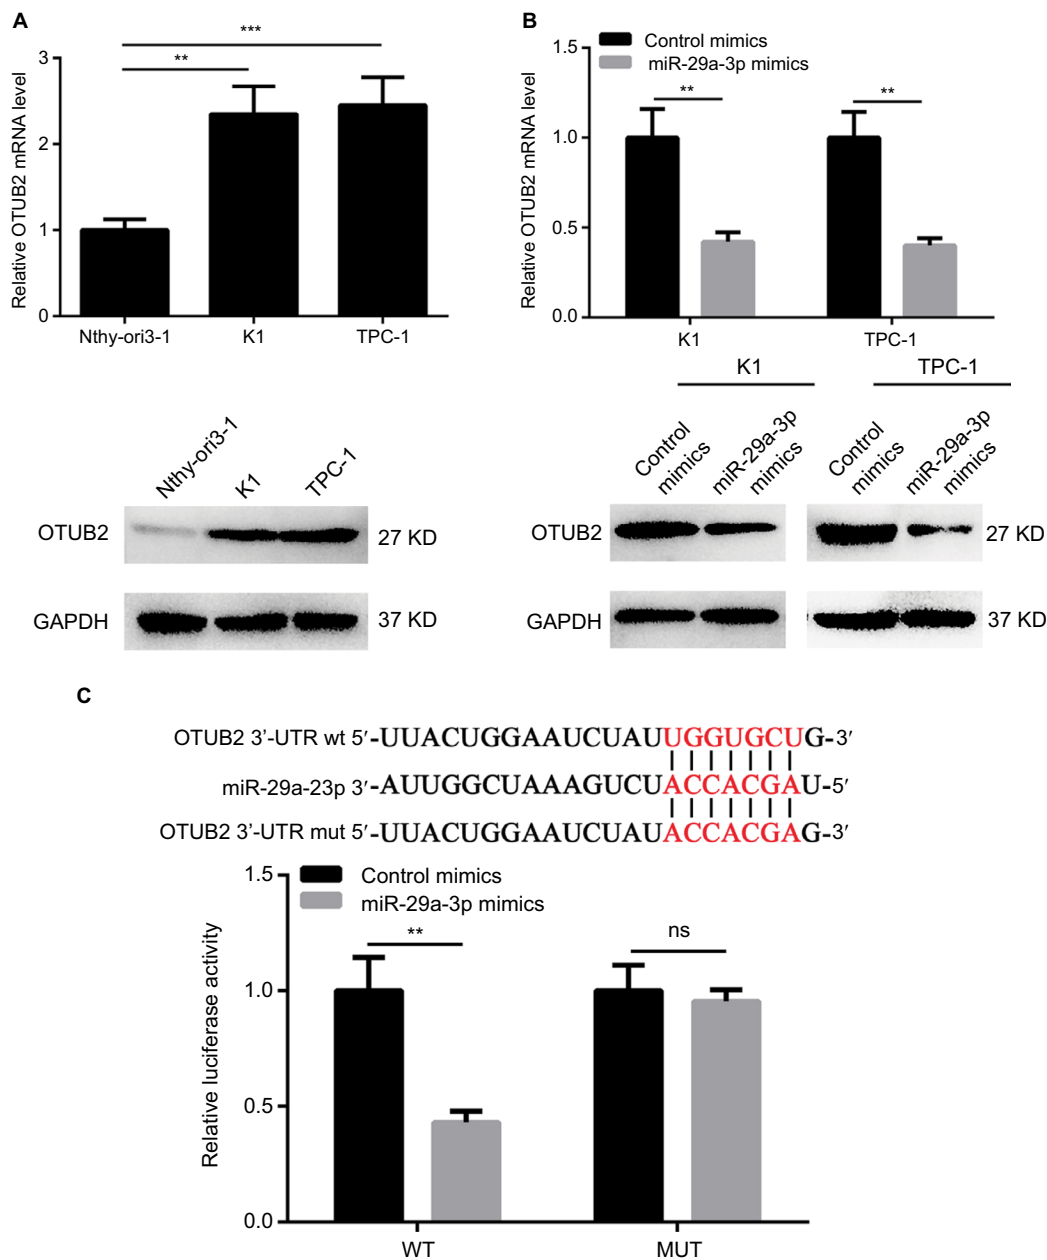 A
***
**
3
2
1
0
Relative OTUB2 mRNA level
Nthy-ori3-1 K1 TPC-1
B
Control mimics
miR-29a-3p mimics
1.5
1.0
0.5
0.0
Relative OTUB2 mRNA level
** **
K1 TPC-1
Nthy-ori3-1 K1 TPC-1
OTUB2 27 KD
GAPDH 37 KD
K1 TPC-1
Control
mimics
miR-29a-3p
mimics
Control
mimics
miR-29a-3p
mimics
OTUB2 27 KD
GAPDH 37 KD
C
OTUB2 3′-UTR wt 5′-UUACUGGAAUCUAUUGGUGCUG-3′
miR-29a-23p 3′-AUUGGCUAAAGUCUACCACGAU-5′
OTUB2 3′-UTR mut 5′-UUACUGGAAUCUAUACCACGAG-3′
Control mimics
miR-29a-3p mimics
1.5
1.0
0.5
0.0
Relative luciferase activity
** ns
WT MUT